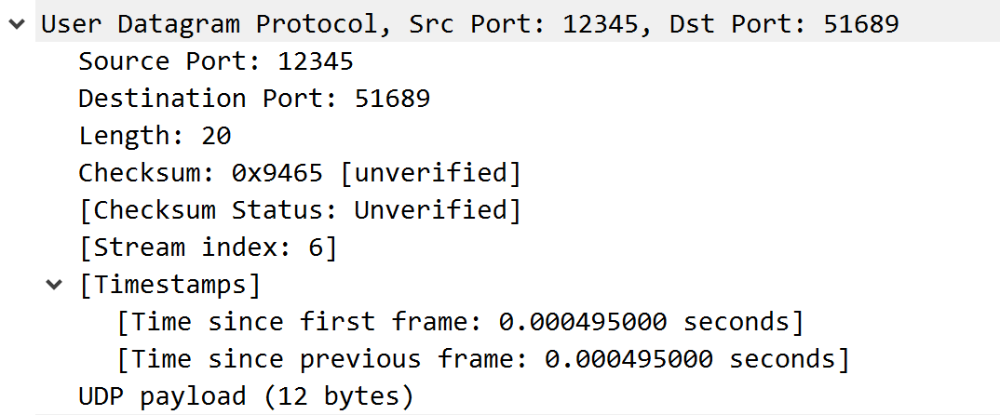 User Datagram Protocol, Src Port: 12345, Dst Port: 51689
Source Port: 12345
Destination Port: 51689
Length: 20
Checksum: 0x9465 [unverified]
[Checksum Status: Unverified]
[Stream index: 6]
[Timestamps]
[Time since first frame: 0.000495000 seconds]
[Time since previous frame: 0.000495000 seconds]
UDP payload (12 bytes)